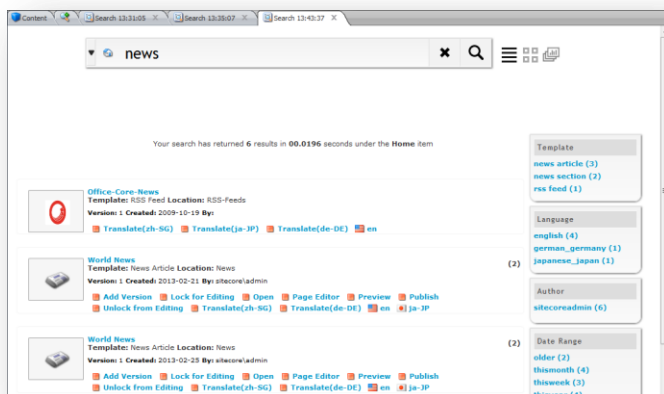 Content
Search 13:31:05
Search 13:35:07
Search 13:43:37
news
Your search has returned 6 results in 00.0196 seconds under the Home item
Office-Core-News
Template: RSS Feed Location: RSS-Feeds
Version: 1 Created: 2009-10-19 By:
Translate(zh-SG) Translate(ja-JP) Translate(de-DE) en
World News (2)
Template: News Article Location: News
Version: 1 Created: 2013-02-21 By: sitecore\admin
Add Version Lock for Editing Open Page Editor Preview Publish
Unlock from Editing Translate(zh-SG) Translate(de-DE) en ja-JP
World News (2)
Template: News Article Location: News
Version: 1 Created: 2013-02-25 By: sitecore\admin
Add Version Lock for Editing Open Page Editor Preview Publish
Unlock from Editing Translate(zh-SG) Translate(de-DE) en ja-JP
Template
news article (3)
news section (2)
rss feed (1)
Language
english (4)
german_germany (1)
japanese_japan (1)
Author
sitecoreadmin (6)
Date Range
older (2)
thismonth (4)
thisweek (3)